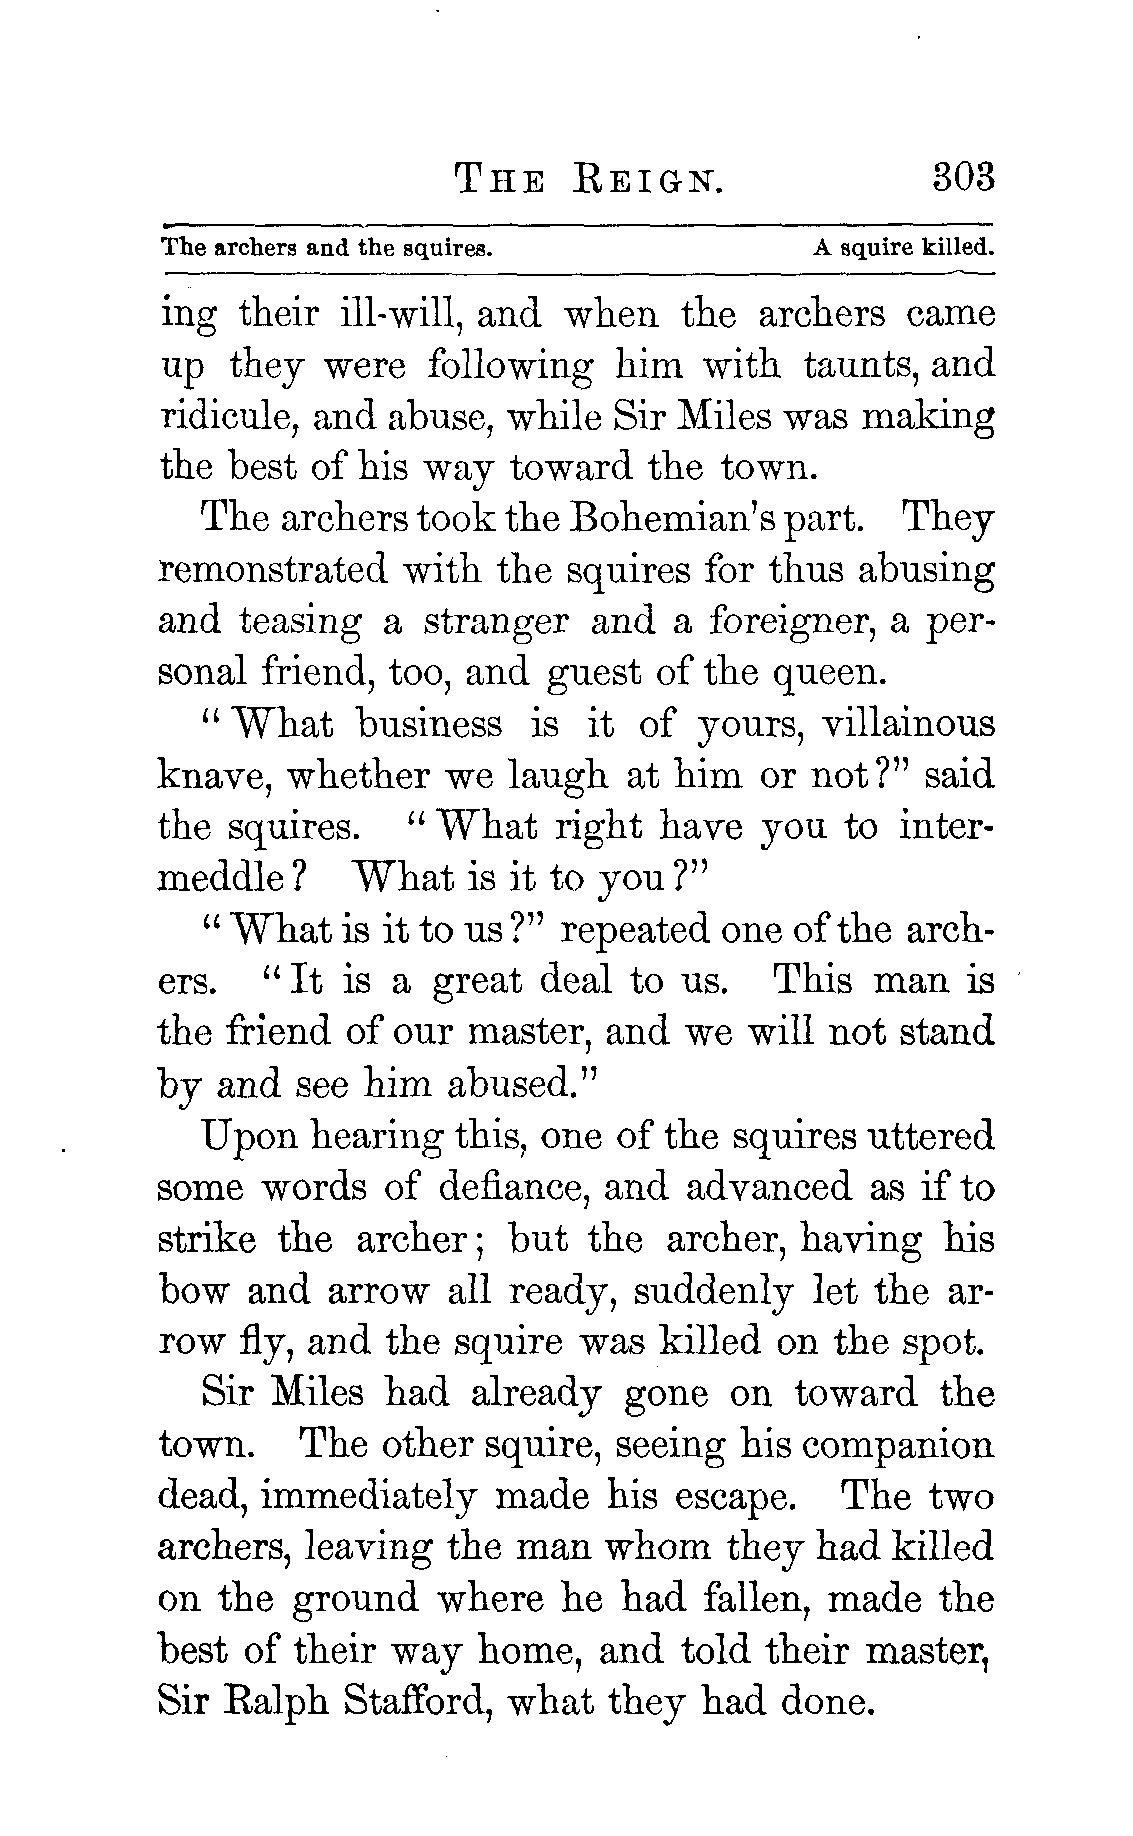 THE REIGN. 303
The archers and the squires. A squire killed.
ing their ill-will, and when the archers came
up they were following him with taunts, and
ridicule, and abuse, while Sir Miles was making
the best of his way toward the town.
The archers took the Bohemian's part. They
remonstrated with the squires for thus abusing
and teasing a stranger and a foreigner, a per-
sonal friend, too, and guest of the queen.
"What business is it of yours, villainous
knave, whether we laugh at him or not?" said
the squires. "What right have you to inter-
meddle? What is it to you?"
"What is it to us?" repeated one of the arch-
ers. "It is a great deal to us. This man is
the friend of our master, and we will not stand
by and see him abused."
Upon hearing this, one of the squires uttered
some words of defiance, and advanced as if to
strike the archer; but the archer, having his
bow and arrow all ready, suddenly let the ar-
row fly, and the squire was killed on the spot.
Sir Miles had already gone on toward the
town. The other squire, seeing his companion
dead, immediately made his escape. The two
archers, leaving the man whom they had killed
on the ground where he had fallen, made the
best of their way home, and told their master,
Sir Ralph Stafford, what they had done.